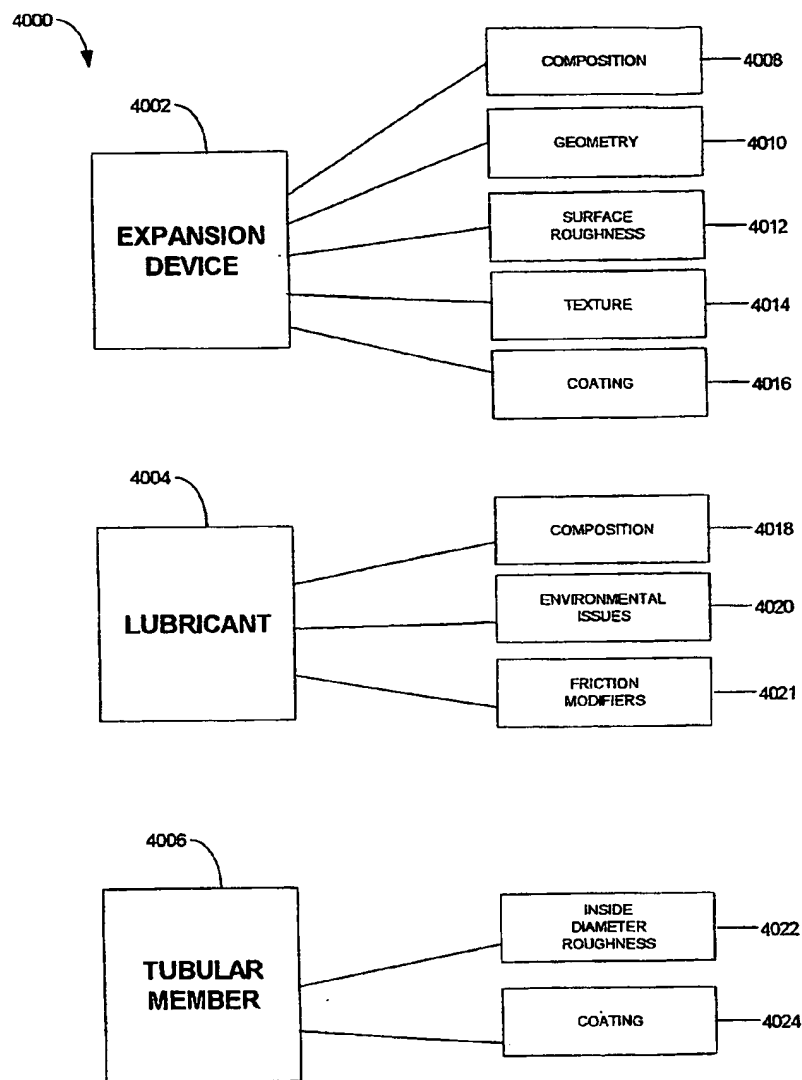 4000
4002
EXPANSION
DEVICE
COMPOSITION
4008
GEOMETRY
4010
SURFACE
ROUGHNESS
4012
TEXTURE
4014
COATING
4016
4004
LUBRICANT
COMPOSITION
4018
ENVIRONMENTAL
ISSUES
4020
FRICTION
MODIFIERS
4021
4006
TUBULAR
MEMBER
INSIDE
DIAMETER
ROUGHNESS
4022
COATING
4024